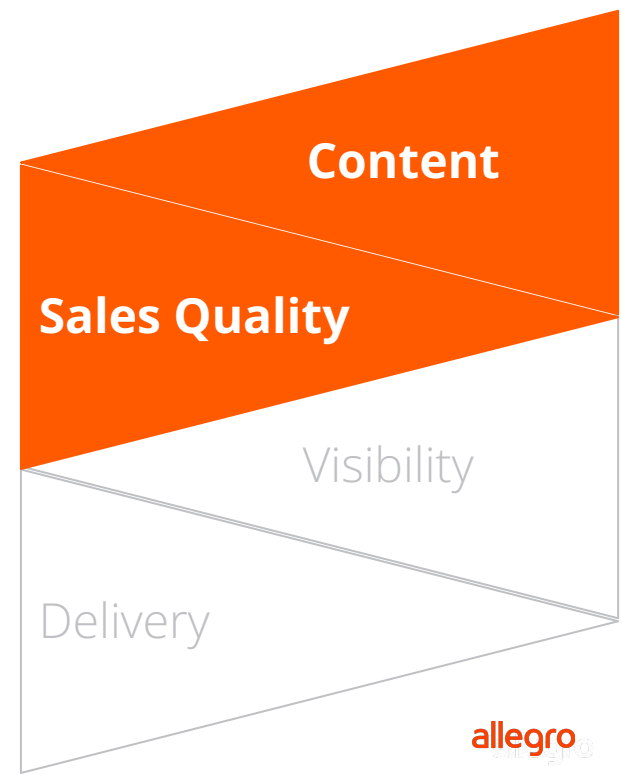 Content
Sales Quality
Visibility
Delivery
allegro